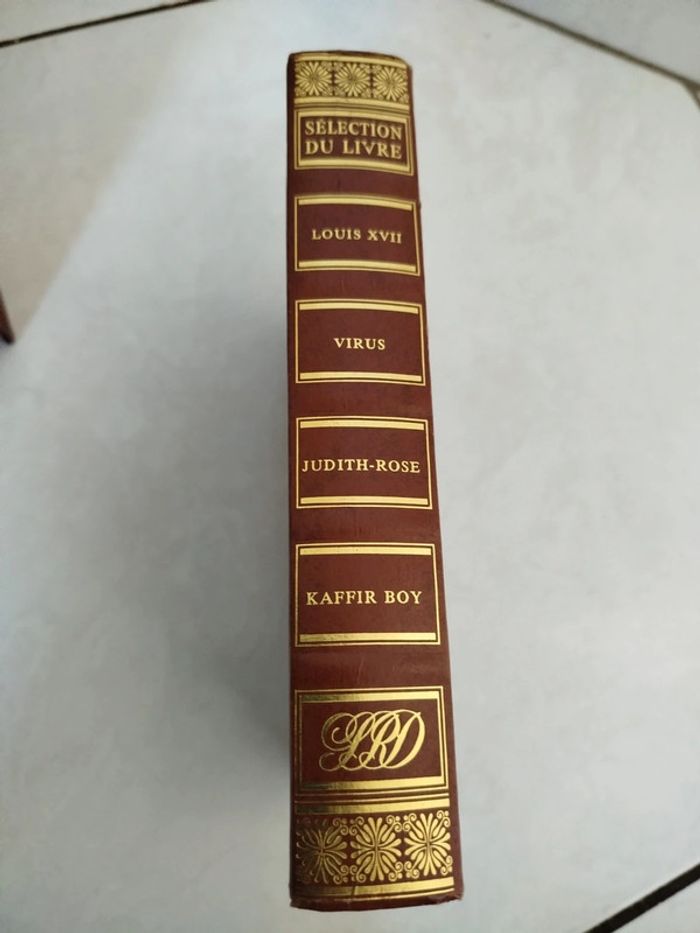 SÉLECTION
DU LIVRE
LOUIS XVII
VIRUS
JUDITH-ROSE
KAFFIR BOY
SRD